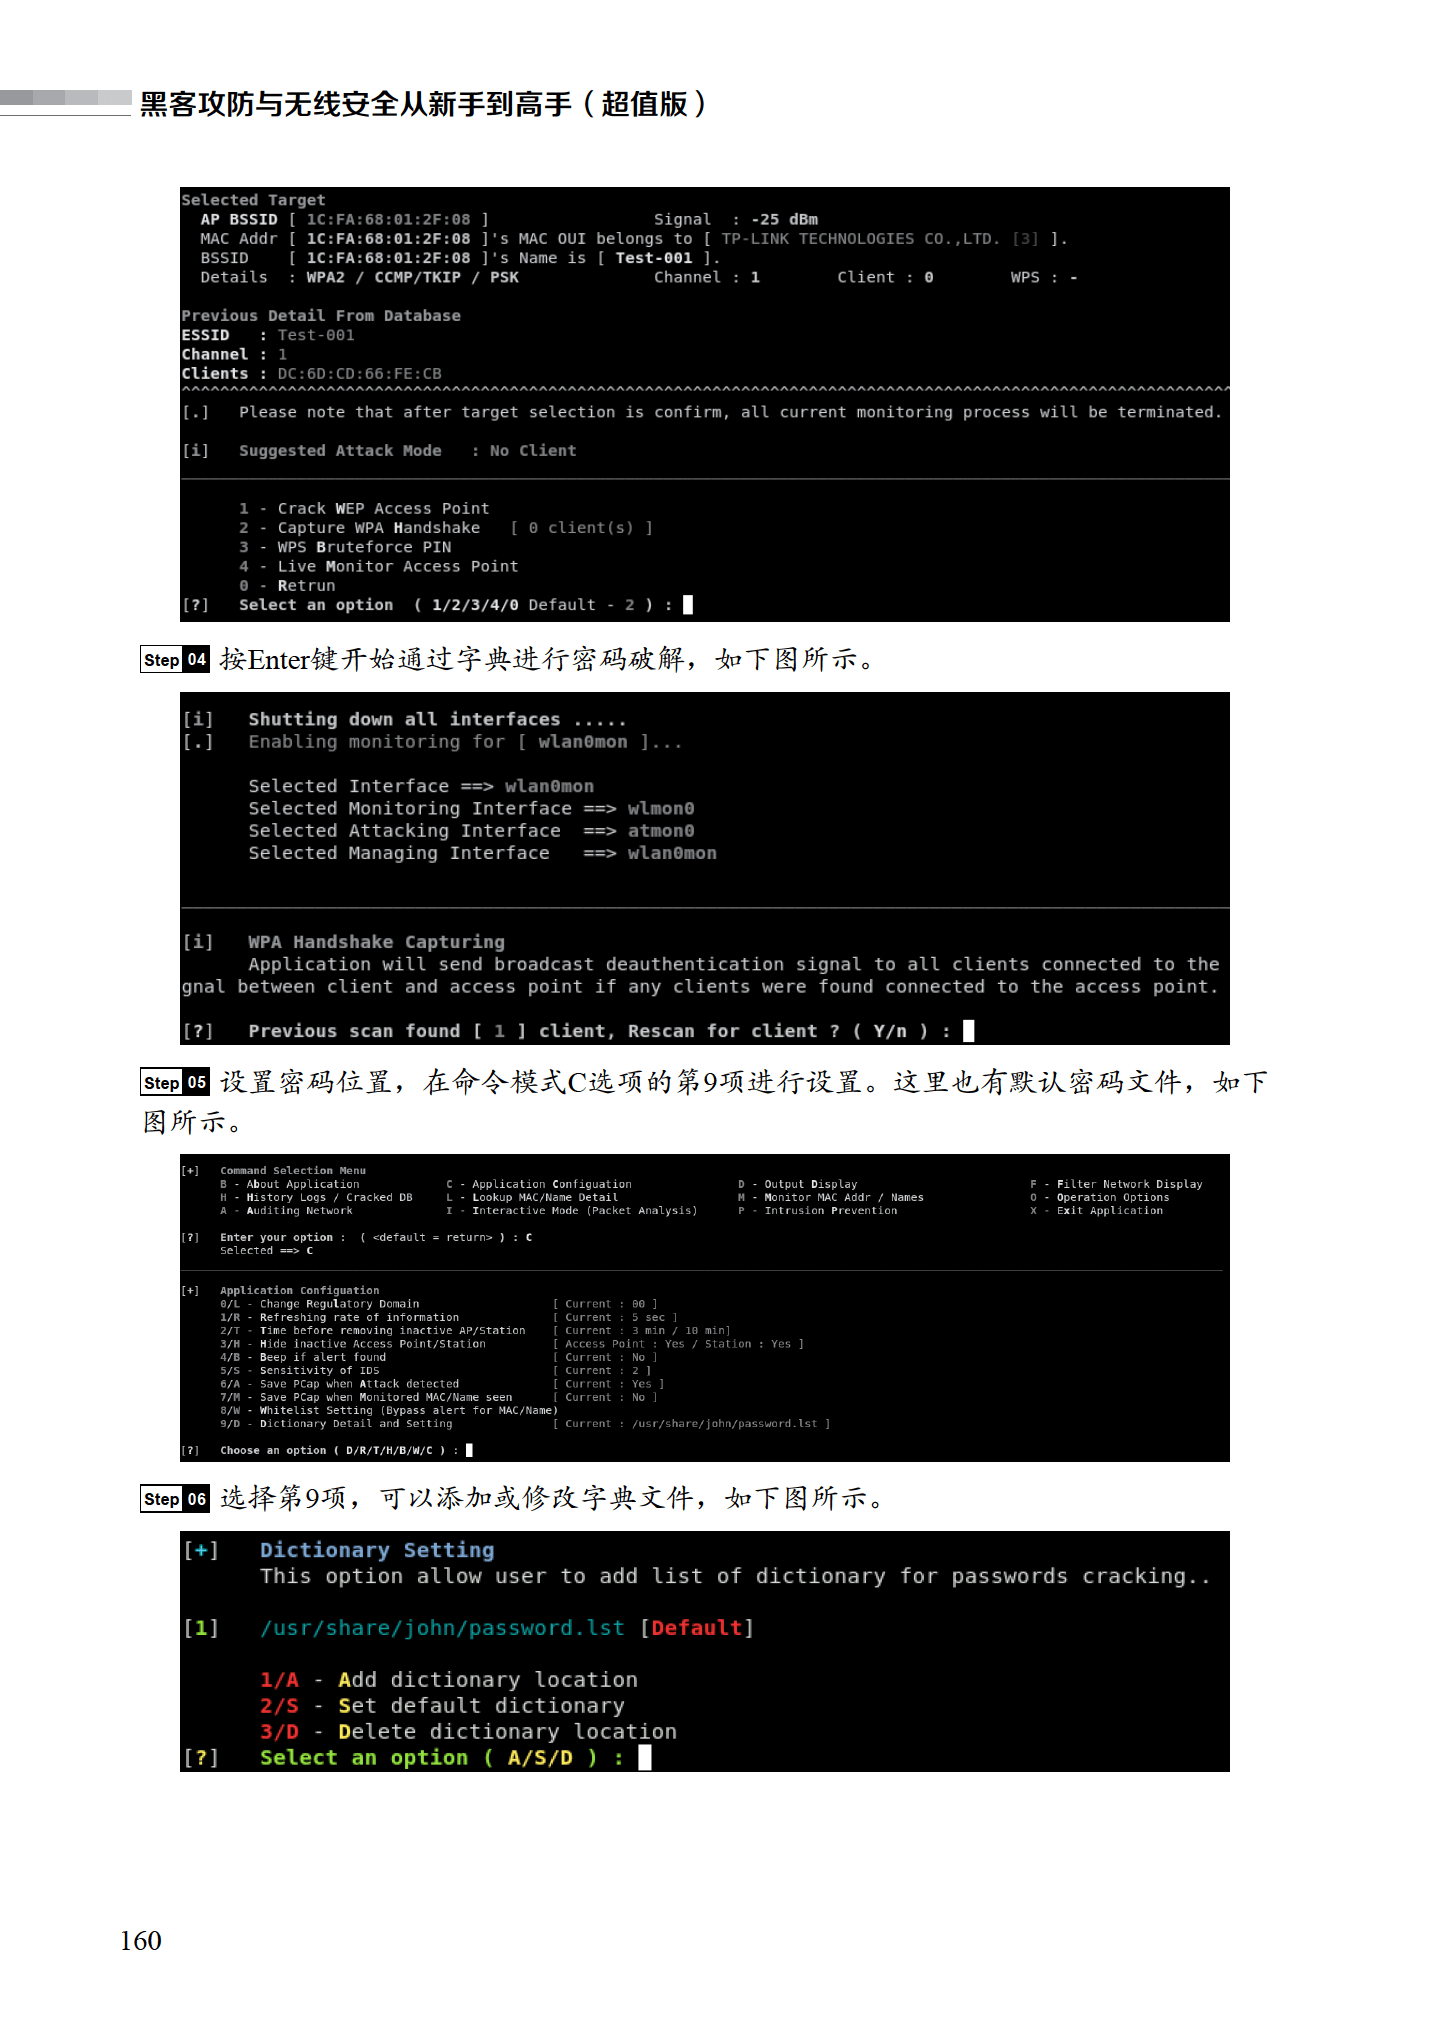 黑客攻防与无线安全从新手到高手（超值版）
Selected Target
AP BSSID [ 1C:FA:68:01:2F:08 ] Signal : -25 dBm
MAC Addr [ 1C:FA:68:01:2F:08 ]'s MAC OUI belongs to [ TP-LINK TECHNOLOGIES CO.,LTD. [3] ].
BSSID [ 1C:FA:68:01:2F:08 ]'s Name is [ Test-001 ].
Details : WPA2 / CCMP/TKIP / PSK Channel : 1 Client : 0 WPS : -
Previous Detail From Database
ESSID : Test-001
Channel : 1
Clients : DC:6D:CD:66:FE:CB
[.] Please note that after target selection is confirm, all current monitoring process will be terminated.
[i] Suggested Attack Mode : No Client
1 - Crack WEP Access Point
2 - Capture WPA Handshake [ 0 client(s) ]
3 - WPS Bruteforce PIN
4 - Live Monitor Access Point
0 - Retrun
[?] Select an option ( 1/2/3/4/0 Default - 2 ) :
Step 04 按Enter键开始通过字典进行密码破解，如下图所示。
[i] Shutting down all interfaces .....
[.] Enabling monitoring for [ wlan0mon ]...
Selected Interface ==> wlan0mon
Selected Monitoring Interface ==> wlmon0
Selected Attacking Interface ==> atmon0
Selected Managing Interface ==> wlan0mon
[i] WPA Handshake Capturing
Application will send broadcast deauthentication signal to all clients connected to the
gnal between client and access point if any clients were found connected to the access point.
[?] Previous scan found [ 1 ] client, Rescan for client ? ( Y/n ) :
Step 05 设置密码位置，在命令模式C选项的第9项进行设置。这里也有默认密码文件，如下
图所示。
[+] Command Selection Menu
B - About Application C - Application Configuation D - Output Display F - Filter Network Display
H - History Logs / Cracked DB L - Lookup MAC/Name Detail M - Monitor MAC Addr / Names O - Operation Options
A - Auditing Network I - Interactive Mode (Packet Analysis) P - Intrusion Prevention X - Exit Application
[?] Enter your option : ( <default = return> ) : C
Selected ==> C
[+] Application Configuation
0/L - Change Regulatory Domain [ Current : 00 ]
1/R - Refreshing rate of information [ Current : 5 sec ]
2/T - Time before removing inactive AP/Station [ Current : 3 min / 10 min]
3/H - Hide inactive Access Point/Station [ Access Point : Yes / Station : Yes ]
4/B - Beep if alert found [ Current : No ]
5/S - Sensitivity of IDS [ Current : 2 ]
6/A - Save PCap when Attack detected [ Current : Yes ]
7/M - Save PCap when Monitored MAC/Name seen [ Current : No ]
8/W - Whitelist Setting (Bypass alert for MAC/Name)
9/D - Dictionary Detail and Setting [ Current : /usr/share/john/password.lst ]
[?] Choose an option ( D/R/T/H/B/W/C ) :
Step 06 选择第9项，可以添加或修改字典文件，如下图所示。
[+] Dictionary Setting
This option allow user to add list of dictionary for passwords cracking..
[1] /usr/share/john/password.lst [Default]
1/A - Add dictionary location
2/S - Set default dictionary
3/D - Delete dictionary location
[?] Select an option ( A/S/D ) :
160